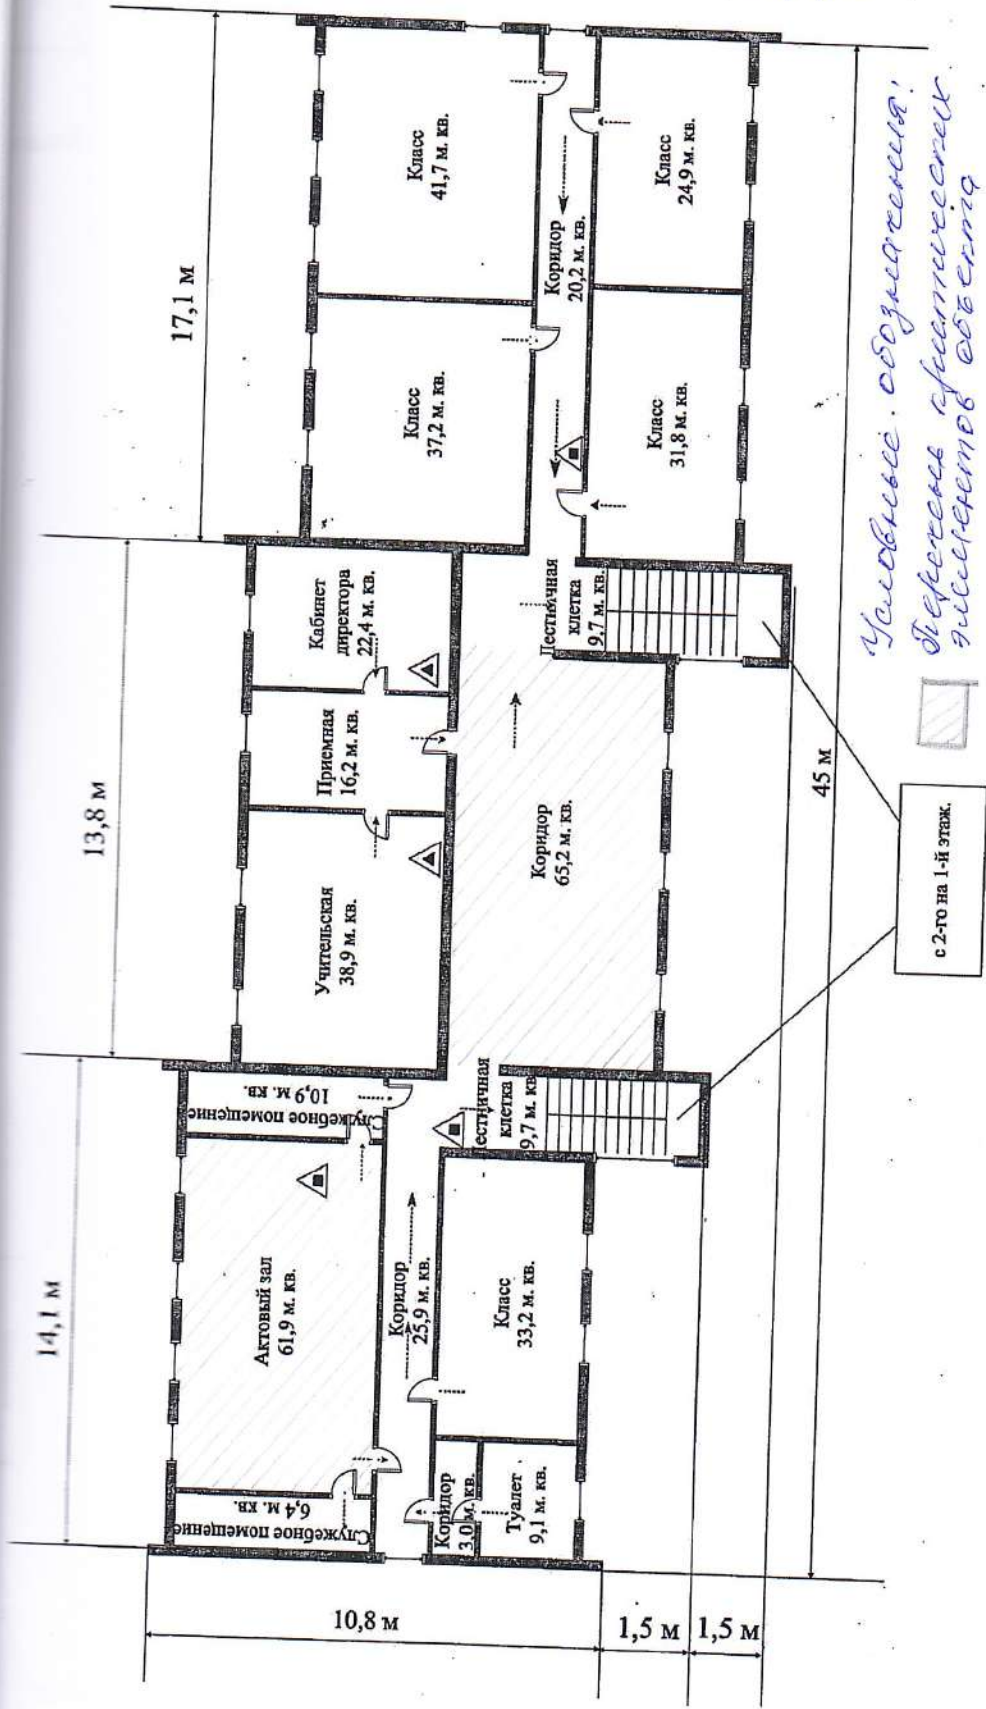 14,1 м
13,8 м
17,1 м
Служебное помещение
6,4 м. кв.
Актовый зал
61,9 м. кв.
Служебное помещение
10,9 м. кв.
Учительская
38,9 м. кв.
Приемная
16,2 м. кв.
Кабинет
директора
22,4 м. кв.
Класс
37,2 м. кв.
Класс
41,7 м. кв.
Коридор
25,9 м. кв.
Коридор
3,0 м. кв.
Туалет
9,1 м. кв.
Класс
33,2 м. кв.
Лестничная
клетка
9,7 м. кв.
Коридор
65,2 м. кв.
Лестничная
клетка
9,7 м. кв.
Коридор
20,2 м. кв.
Класс
31,8 м. кв.
Класс
24,9 м. кв.
10,8 м
1,5 м
1,5 м
45 м
с 2-го на 1-й этаж.
Условные обозначения:
Перечень критических
элементов объекта